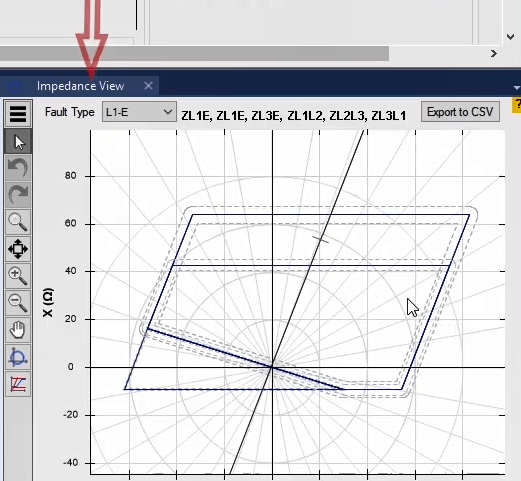 Impedance View
Fault Type
L1-E
ZL1E, ZL1E, ZL3E, ZL1L2, ZL2L3, ZL3L1
Export to CSV
?
80
60
40
20
0
-20
-40
X (Ω)